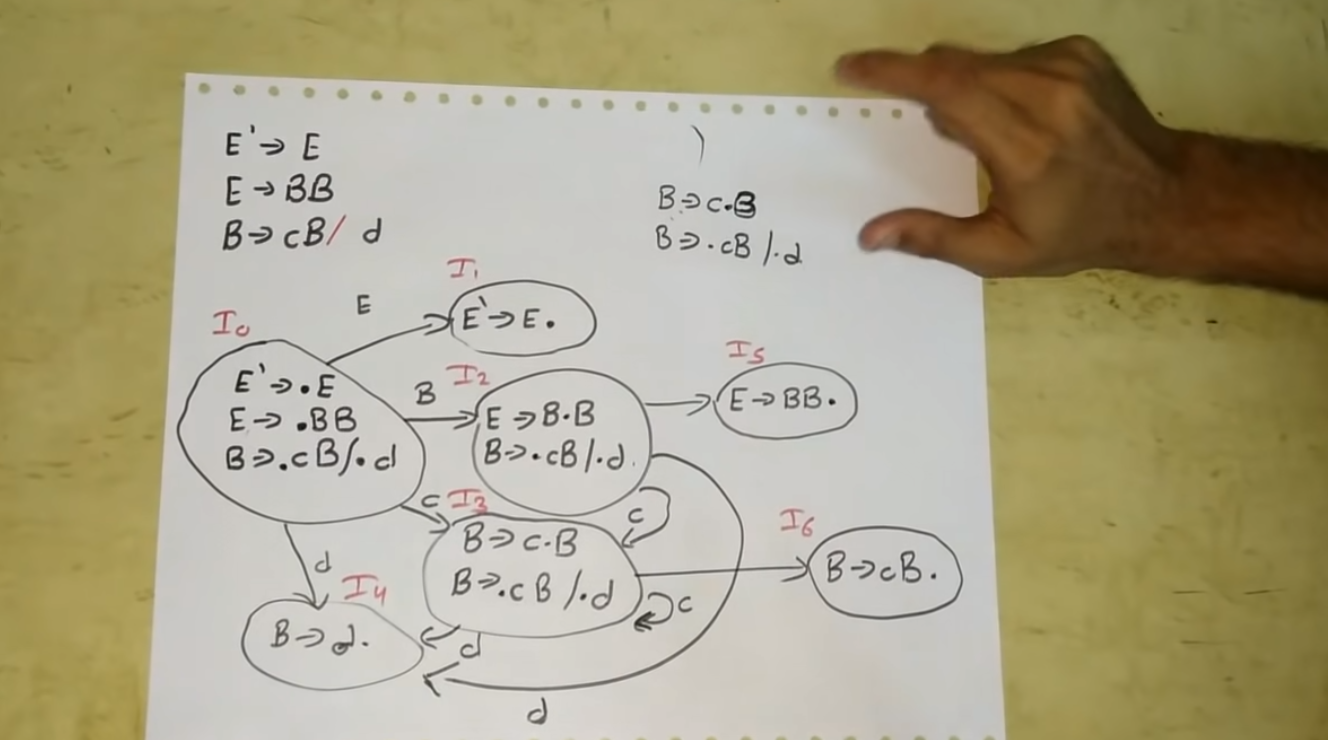 E' → E
E → BB
B → cB / d
)
B → c.B
B → .cB / .d
I0
E' → .E
E → .BB
B → .cB / .d
E
I1
E' → E.
B
I2
E → B.B
B → .cB / .d
I5
E → BB.
c
I3
B → c.B
B → .cB / .d
c
c
I6
B → cB.
d
I4
B → d.
d
d